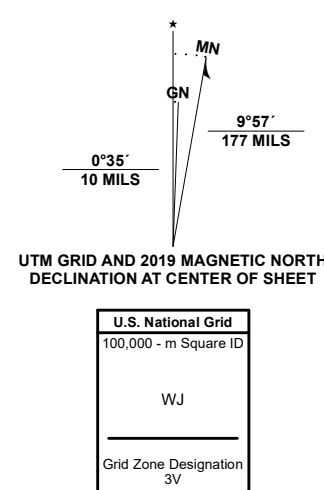 ★
MN
GN
9°57´
177 MILS
0°35´
10 MILS
UTM GRID AND 2019 MAGNETIC NORTH
DECLINATION AT CENTER OF SHEET
U.S. National Grid
100,000 - m Square ID
WJ
Grid Zone Designation
3V